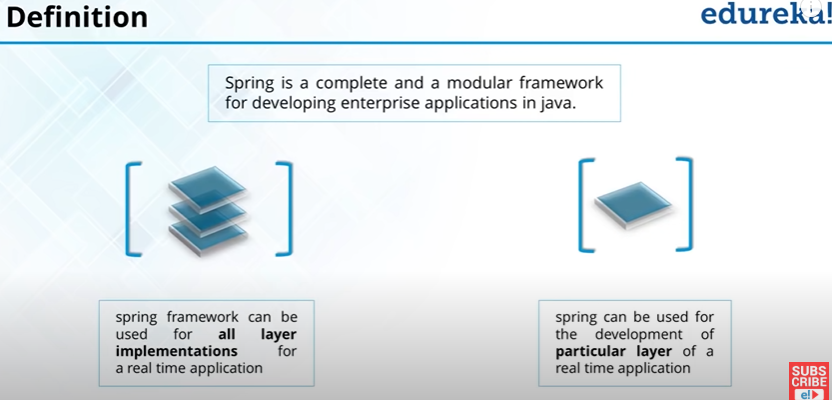 Definition
edureka!
Spring is a complete and a modular framework
for developing enterprise applications in java.
spring framework can be
used for all layer
implementations for
a real time application
spring can be used for
the development of
particular layer of a
real time application
SUBS
CRIBE
e!